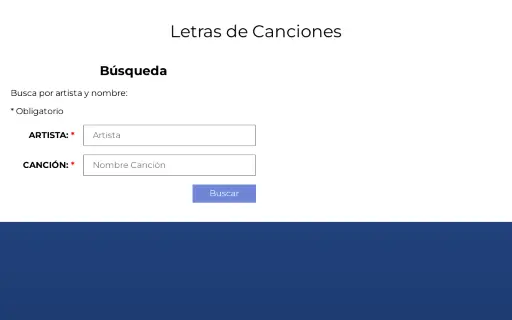 Letras de Canciones
Búsqueda
Busca por artista y nombre:
* Obligatorio
ARTISTA: * Artista
CANCIÓN: * Nombre Canción
Buscar